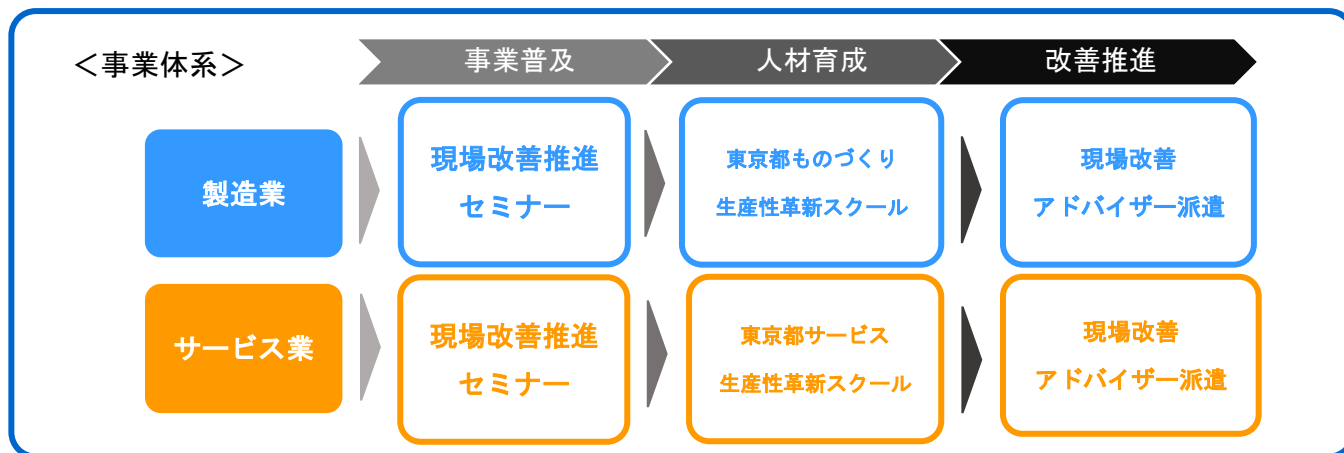 <事業体系>
事業普及
人材育成
改善推進
製造業
現場改善推進
セミナー
東京都ものづくり
生産性革新スクール
現場改善
アドバイザー派遣
サービス業
現場改善推進
セミナー
東京都サービス
生産性革新スクール
現場改善
アドバイザー派遣